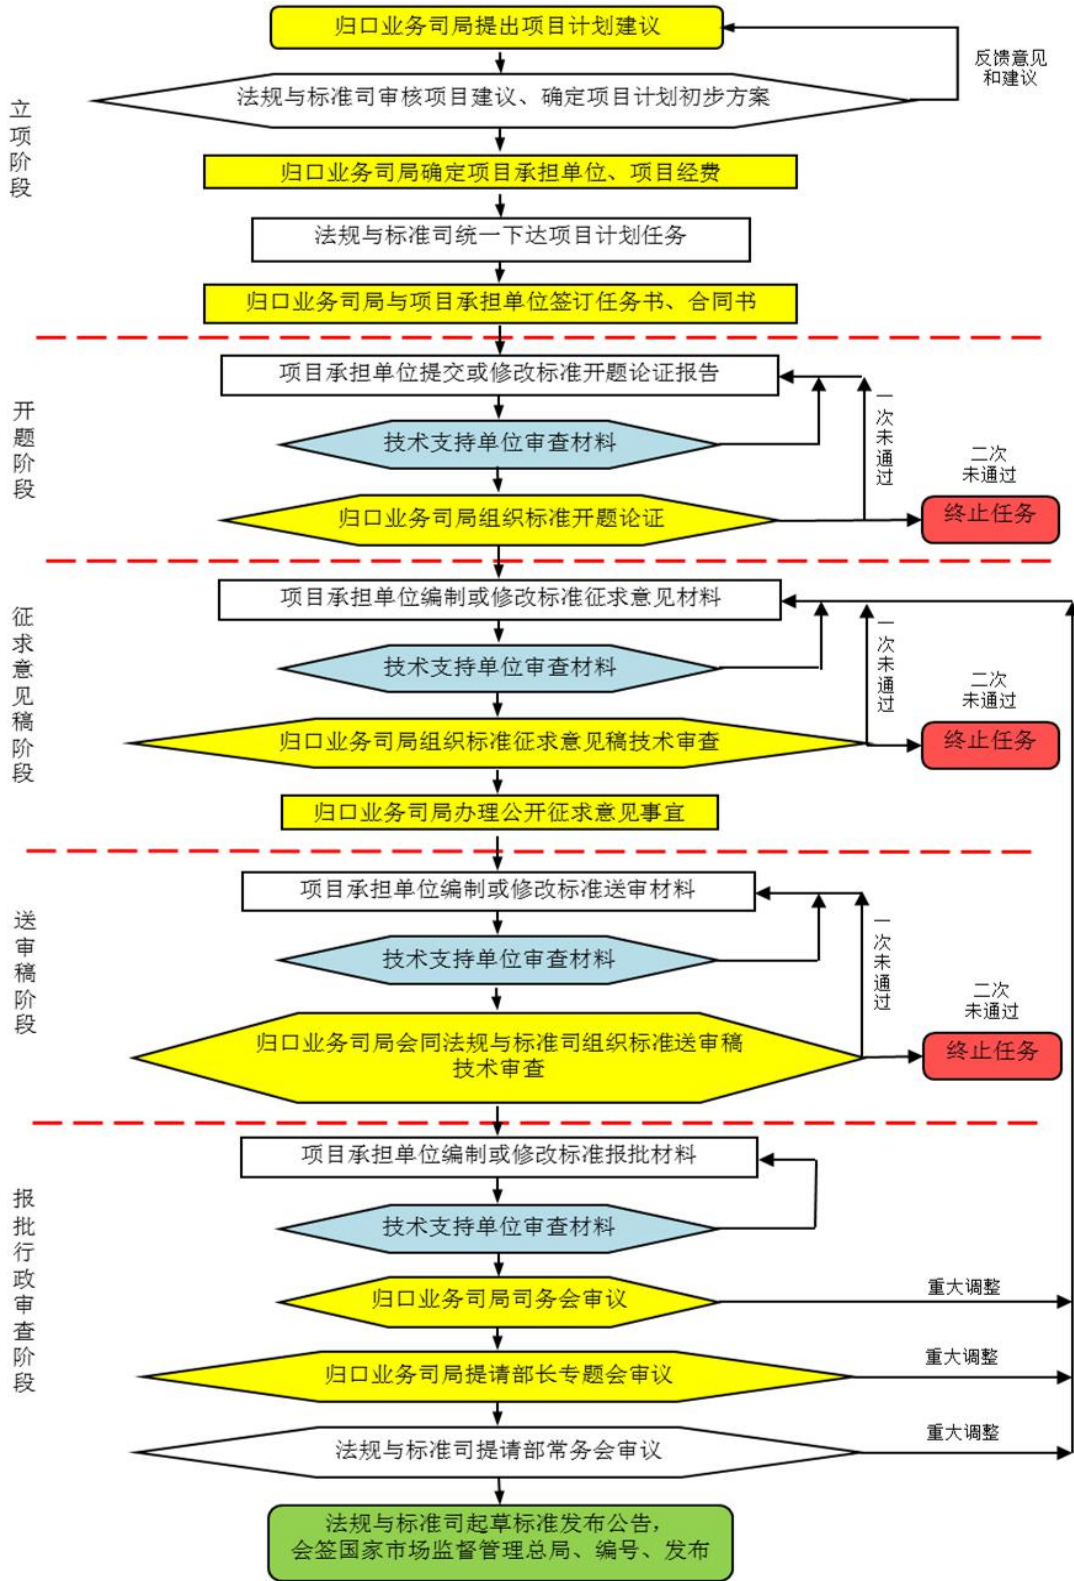 归口业务司局提出项目计划建议
反馈意见
和建议
立项阶段
法规与标准司审核项目建议、确定项目计划初步方案
归口业务司局确定项目承担单位、项目经费
法规与标准司统一下达项目计划任务
归口业务司局与项目承担单位签订任务书、合同书
开题阶段
项目承担单位提交或修改标准开题论证报告
技术支持单位审查材料
一次未通过
归口业务司局组织标准开题论证
二次
未通过
终止任务
征求意见稿阶段
项目承担单位编制或修改标准征求意见材料
技术支持单位审查材料
一次未通过
归口业务司局组织标准征求意见稿技术审查
二次
未通过
终止任务
归口业务司局办理公开征求意见事宜
送审稿阶段
项目承担单位编制或修改标准送审材料
技术支持单位审查材料
一次未通过
归口业务司局会同法规与标准司组织标准送审稿
技术审查
二次
未通过
终止任务
报批行政审查阶段
项目承担单位编制或修改标准报批材料
技术支持单位审查材料
归口业务司局司务会审议
重大调整
归口业务司局提请部长专题会审议
重大调整
法规与标准司提请部常务会审议
重大调整
法规与标准司起草标准发布公告,
会签国家市场监督管理总局、编号、发布